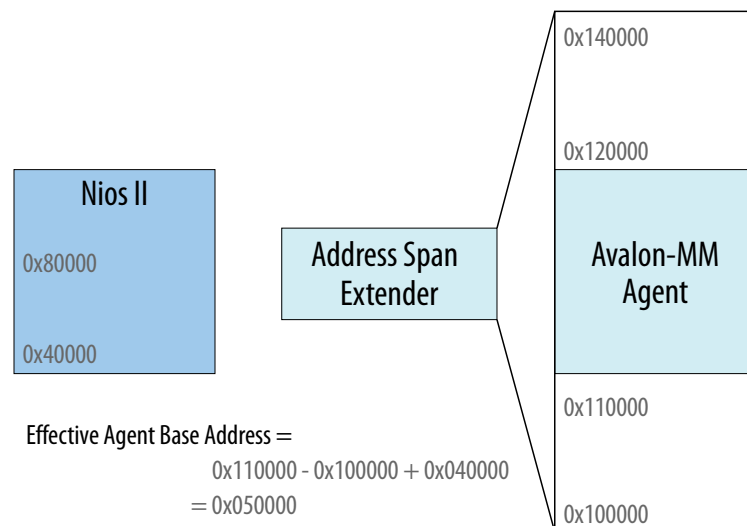 0x140000
0x120000
Nios II
0x80000
0x40000
Address Span
Extender
Avalon-MM
Agent
0x110000
0x100000
Effective Agent Base Address =
0x110000 - 0x100000 + 0x040000
= 0x050000